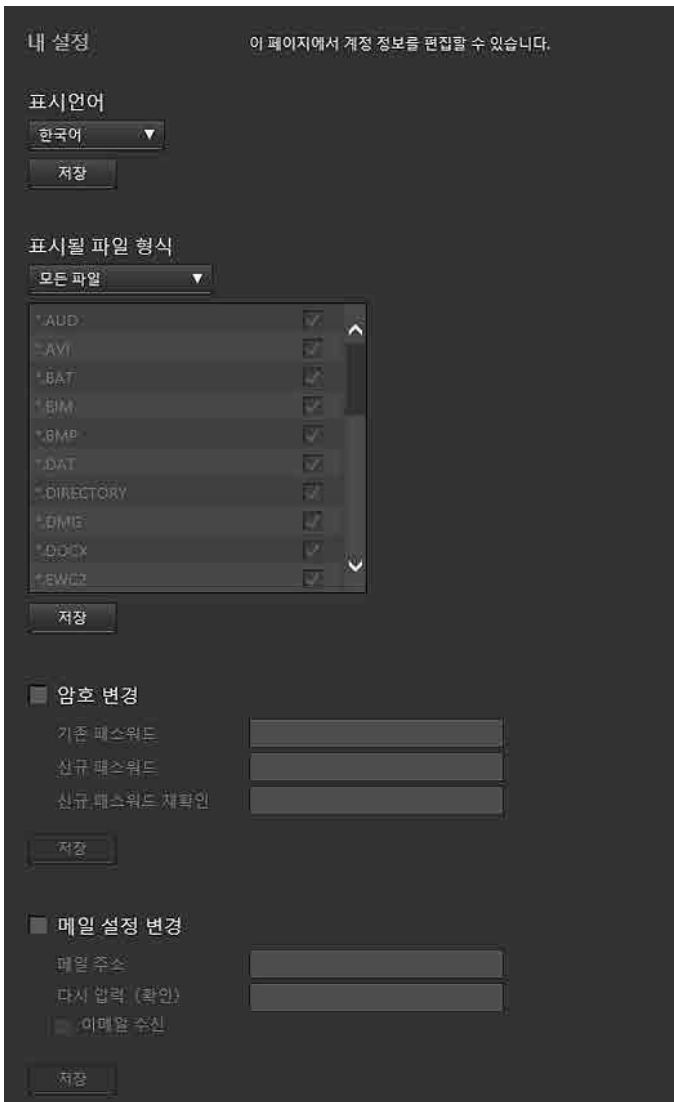 내 설정
이 페이지에서 계정 정보를 편집할 수 있습니다.
표시언어
한국어
저장
표시될 파일 형식
모든 파일
*.AUD
*.AVI
*.BAT
*.BIM
*.BMP
*.DAT
*.DIRECTORY
*.DMG
*.DOCX
*.EWC2
저장
암호 변경
기존 패스워드
신규 패스워드
신규 패스워드 재확인
저장
메일 설정 변경
메일 주소
다시 입력 (확인)
이메일 수신
저장